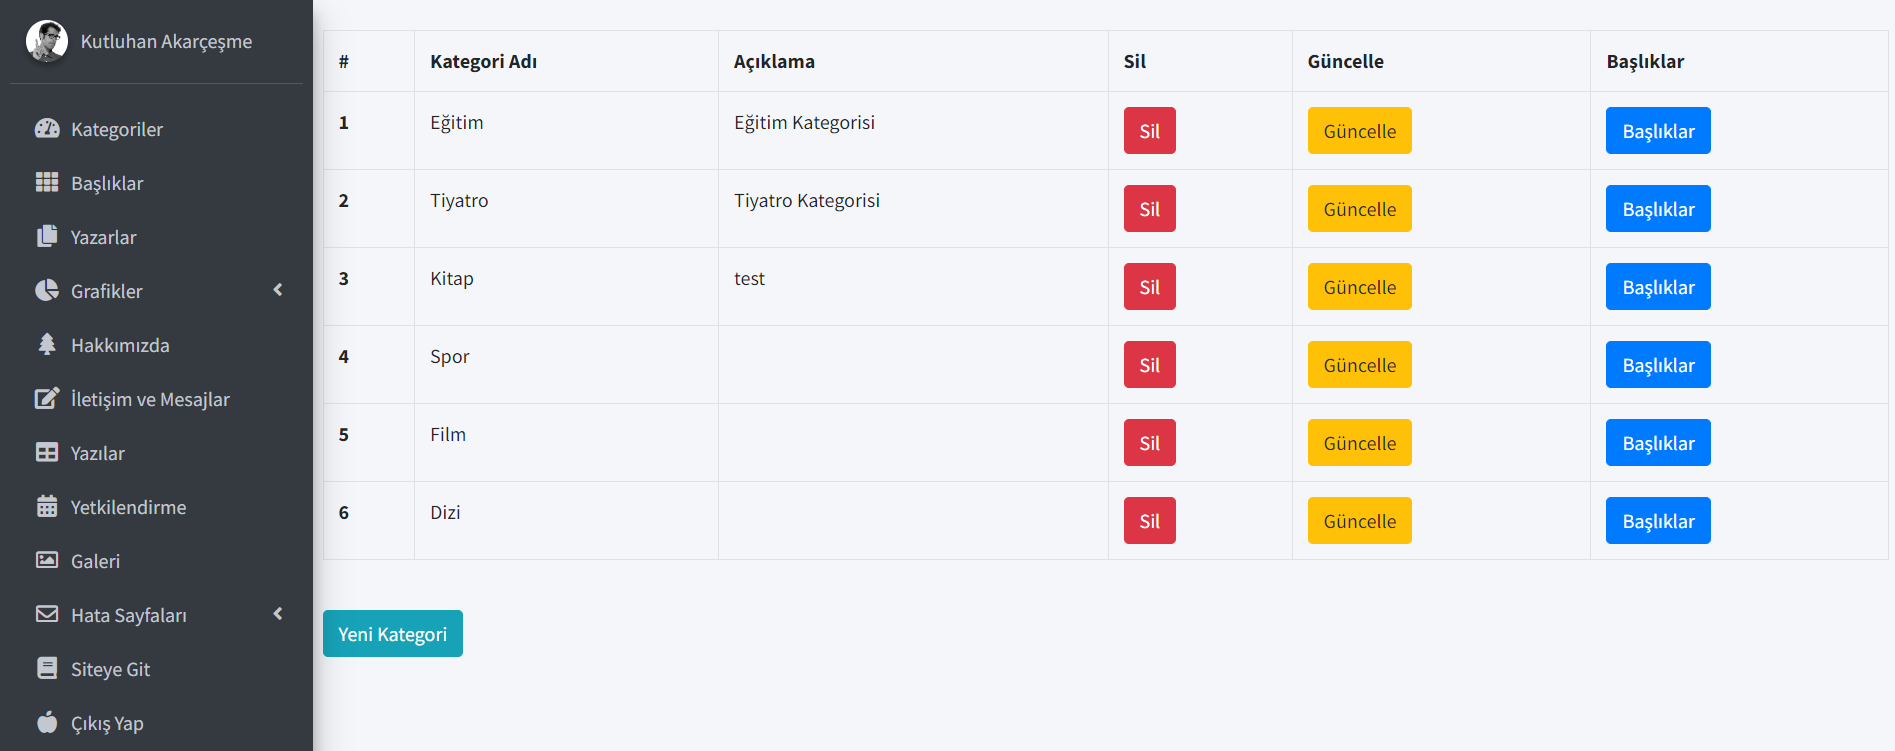 Kutluhan Akarçeşme
Kategoriler
Başlıklar
Yazarlar
Grafikler
Hakkımızda
İletişim ve Mesajlar
Yazılar
Yetkilendirme
Galeri
Hata Sayfaları
Siteye Git
Çıkış Yap
# Kategori Adı Açıklama Sil Güncelle Başlıklar
1 Eğitim Eğitim Kategorisi Sil Güncelle Başlıklar
2 Tiyatro Tiyatro Kategorisi Sil Güncelle Başlıklar
3 Kitap test Sil Güncelle Başlıklar
4 Spor Sil Güncelle Başlıklar
5 Film Sil Güncelle Başlıklar
6 Dizi Sil Güncelle Başlıklar
Yeni Kategori